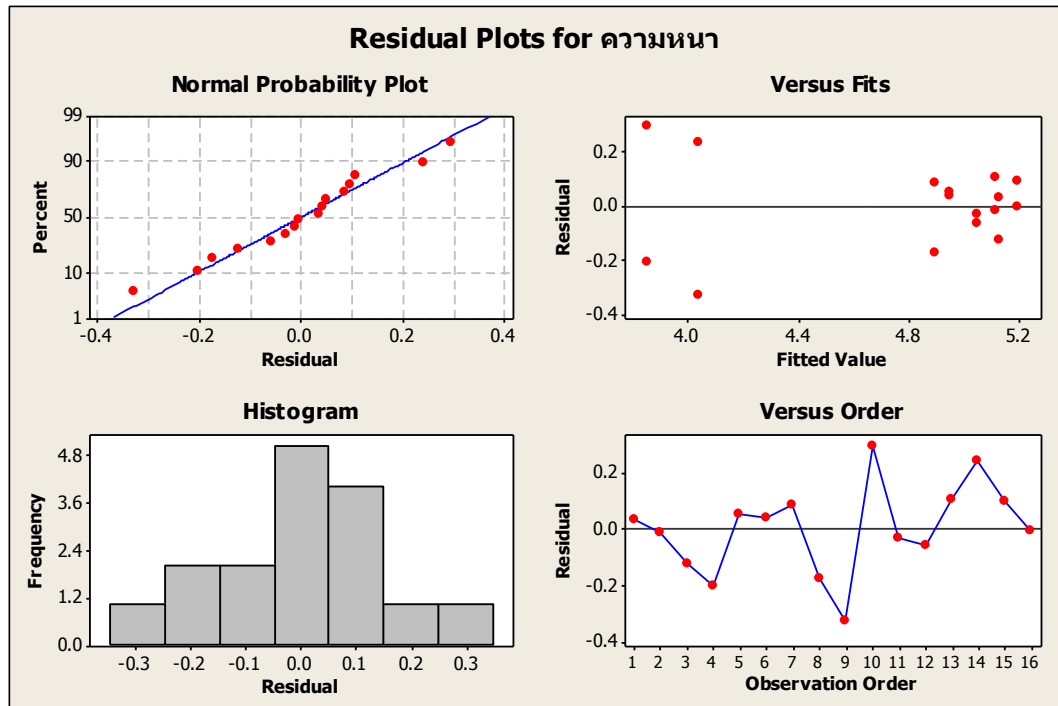 Residual Plots for ความหนา
Normal Probability Plot
99
90
50
10
1
Percent
-0.4 -0.2 0.0 0.2 0.4
Residual
Versus Fits
0.2
0.0
-0.2
-0.4
Residual
4.0 4.4 4.8 5.2
Fitted Value
Histogram
4.8
3.6
2.4
1.2
0.0
Frequency
-0.3 -0.2 -0.1 0.0 0.1 0.2 0.3
Residual
Versus Order
0.2
0.0
-0.2
-0.4
Residual
1 2 3 4 5 6 7 8 9 10 11 12 13 14 15 16
Observation Order